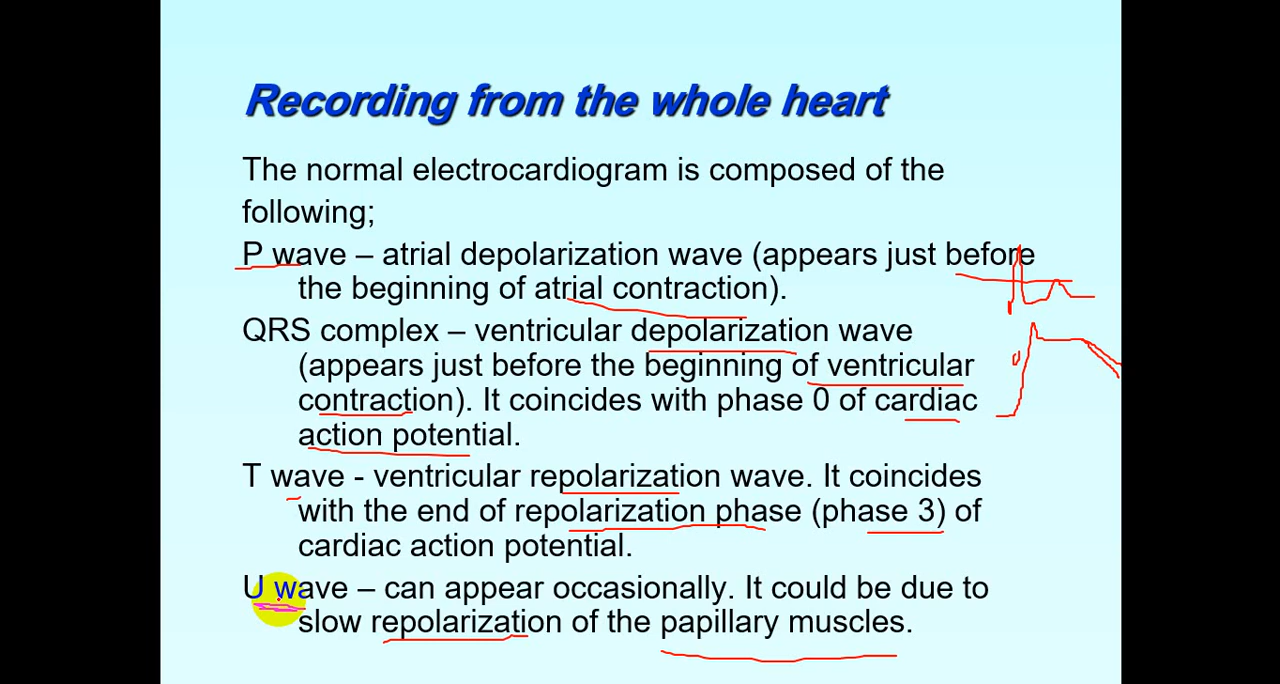 Recording from the whole heart
The normal electrocardiogram is composed of the
following;
P wave – atrial depolarization wave (appears just before
the beginning of atrial contraction).
QRS complex – ventricular depolarization wave
(appears just before the beginning of ventricular
contraction). It coincides with phase 0 of cardiac
action potential.
T wave - ventricular repolarization wave. It coincides
with the end of repolarization phase (phase 3) of
cardiac action potential.
U wave – can appear occasionally. It could be due to
slow repolarization of the papillary muscles.